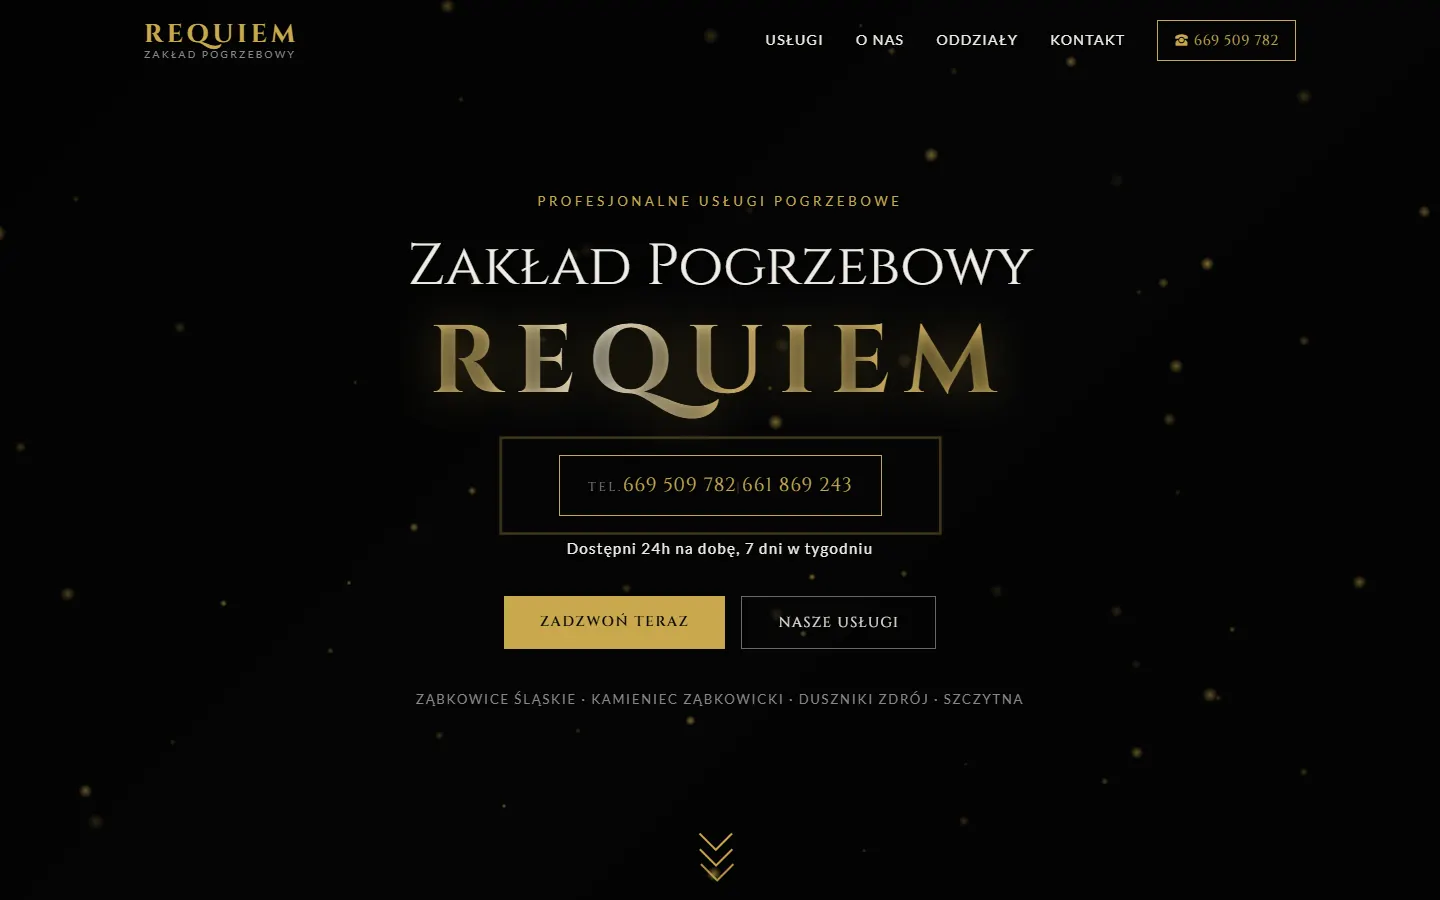 REQUIEM
ZAKŁAD POGRZEBOWY
USŁUGI
O NAS
ODDZIAŁY
KONTAKT
☎ 669 509 782
PROFESJONALNE USŁUGI POGRZEBOWE
ZAKŁAD POGRZEBOWY
REQUIEM
TEL. 669 509 782 | 661 869 243
Dostępni 24h na dobę, 7 dni w tygodniu
ZADZWOŃ TERAZ
NASZE USŁUGI
ZĄBKOWICE ŚLĄSKIE · KAMIENIEC ZĄBKOWICKI · DUSZNIKI ZDRÓJ · SZCZYTNA